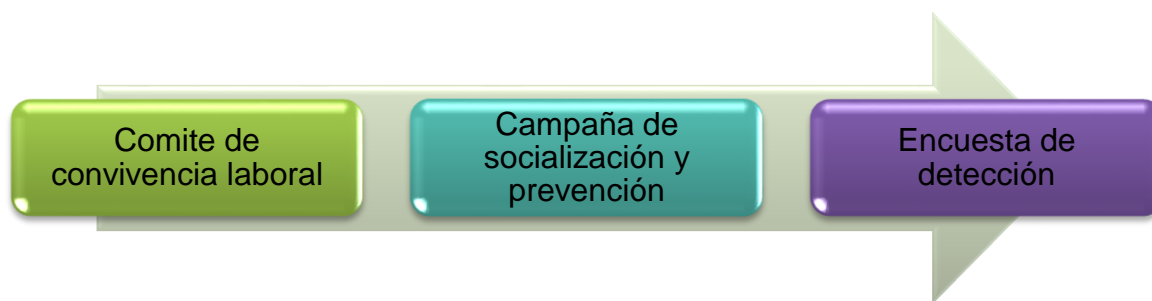 Comite de
convivencia laboral
Campaña de
socialización y
prevención
Encuesta de
detección